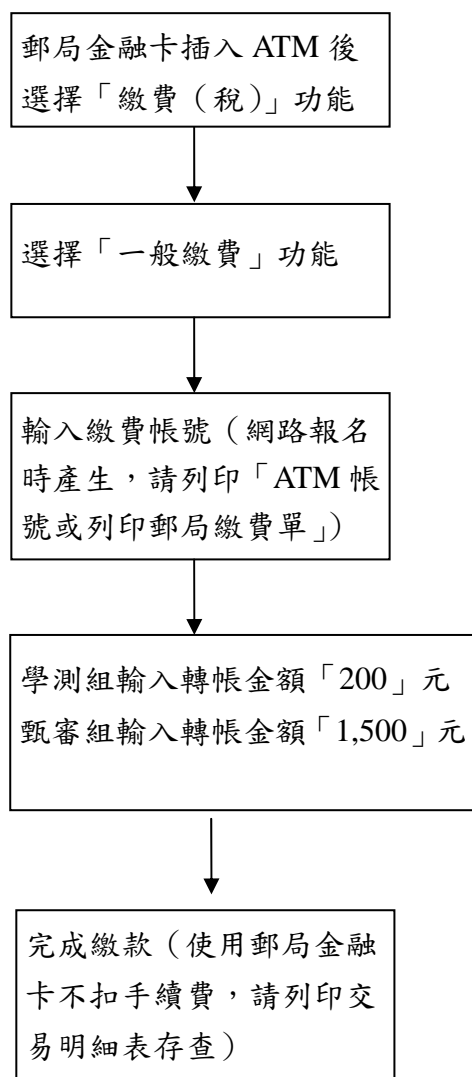 郵局金融卡插入 ATM 後
選擇「繳費（稅）」功能
選擇「一般繳費」功能
輸入繳費帳號（網路報名
時產生，請列印「ATM 帳
號或列印郵局繳費單」）
學測組輸入轉帳金額「200」元
甄審組輸入轉帳金額「1,500」元
完成繳款（使用郵局金融
卡不扣手續費，請列印交
易明細表存查）